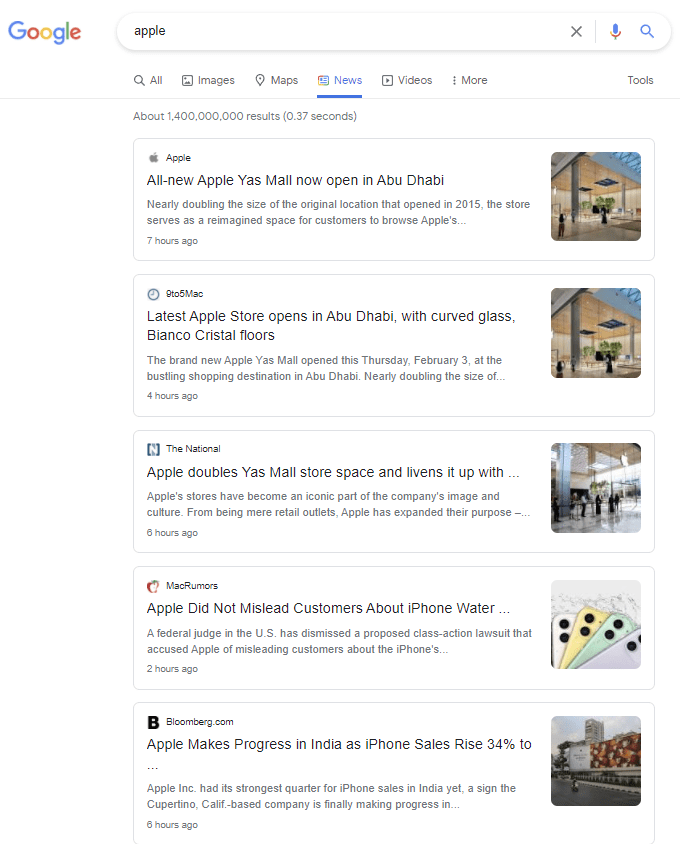 Google
apple
All Images Maps News Videos More Tools
About 1,400,000,000 results (0.37 seconds)
Apple
All-new Apple Yas Mall now open in Abu Dhabi
Nearly doubling the size of the original location that opened in 2015, the store
serves as a reimagined space for customers to browse Apple's...
7 hours ago
9to5Mac
Latest Apple Store opens in Abu Dhabi, with curved glass,
Bianco Cristal floors
The brand new Apple Yas Mall opened this Thursday, February 3, at the
bustling shopping destination in Abu Dhabi. Nearly doubling the size of...
4 hours ago
N The National
Apple doubles Yas Mall store space and livens it up with ...
Apple's stores have become an iconic part of the company's image and
culture. From being mere retail outlets, Apple has expanded their purpose –...
6 hours ago
MacRumors
Apple Did Not Mislead Customers About iPhone Water ...
A federal judge in the U.S. has dismissed a proposed class-action lawsuit that
accused Apple of misleading customers about the iPhone's...
2 hours ago
B Bloomberg.com
Apple Makes Progress in India as iPhone Sales Rise 34% to
...
Apple Inc. had its strongest quarter for iPhone sales in India yet, a sign the
Cupertino, Calif.-based company is finally making progress in...
6 hours ago